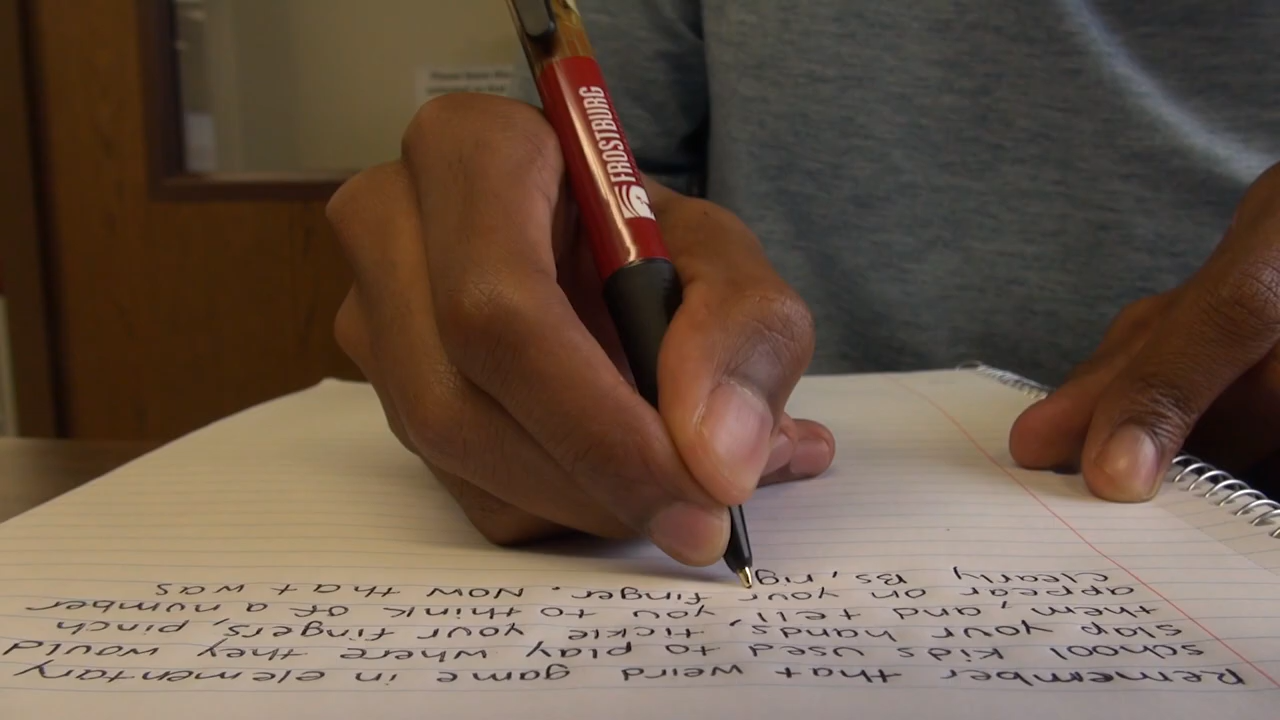 FROSTBURG
Remember that weird game in elementary
school kids used to play where they would
slap your hands, tickle your fingers, pinch
them, and tell, you to think of a number
appear on your finger. Now that was
clearly Bs, rig